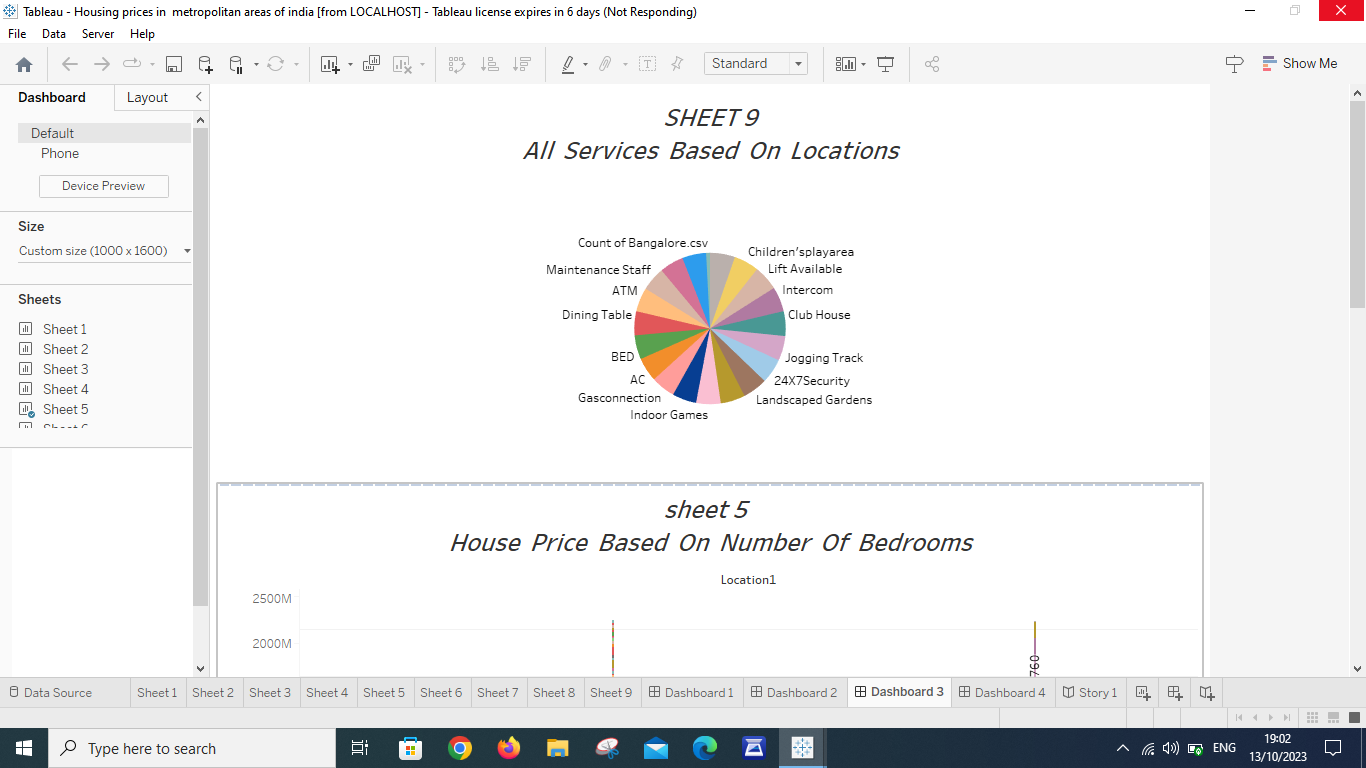 Tableau - Housing prices in  metropolitan areas of india [from LOCALHOST] - Tableau license expires in 6 days (Not Responding)
File Data Server Help
Standard
Show Me
Dashboard Layout
Default
Phone
Device Preview
Size
Custom size (1000 x 1600)
Sheets
Sheet 1
Sheet 2
Sheet 3
Sheet 4
Sheet 5
Sheet 6
SHEET 9
All Services Based On Locations
Count of Bangalore.csv
Children'splayarea
Maintenance Staff
Lift Available
ATM
Intercom
Dining Table
Club House
BED
Jogging Track
AC
24X7Security
Gasconnection
Landscaped Gardens
Indoor Games
sheet 5
House Price Based On Number Of Bedrooms
Location1
2500M
2000M
760
Data Source Sheet 1 Sheet 2 Sheet 3 Sheet 4 Sheet 5 Sheet 6 Sheet 7 Sheet 8 Sheet 9 Dashboard 1 Dashboard 2 Dashboard 3 Dashboard 4 Story 1
Type here to search
ENG
19:02
13/10/2023